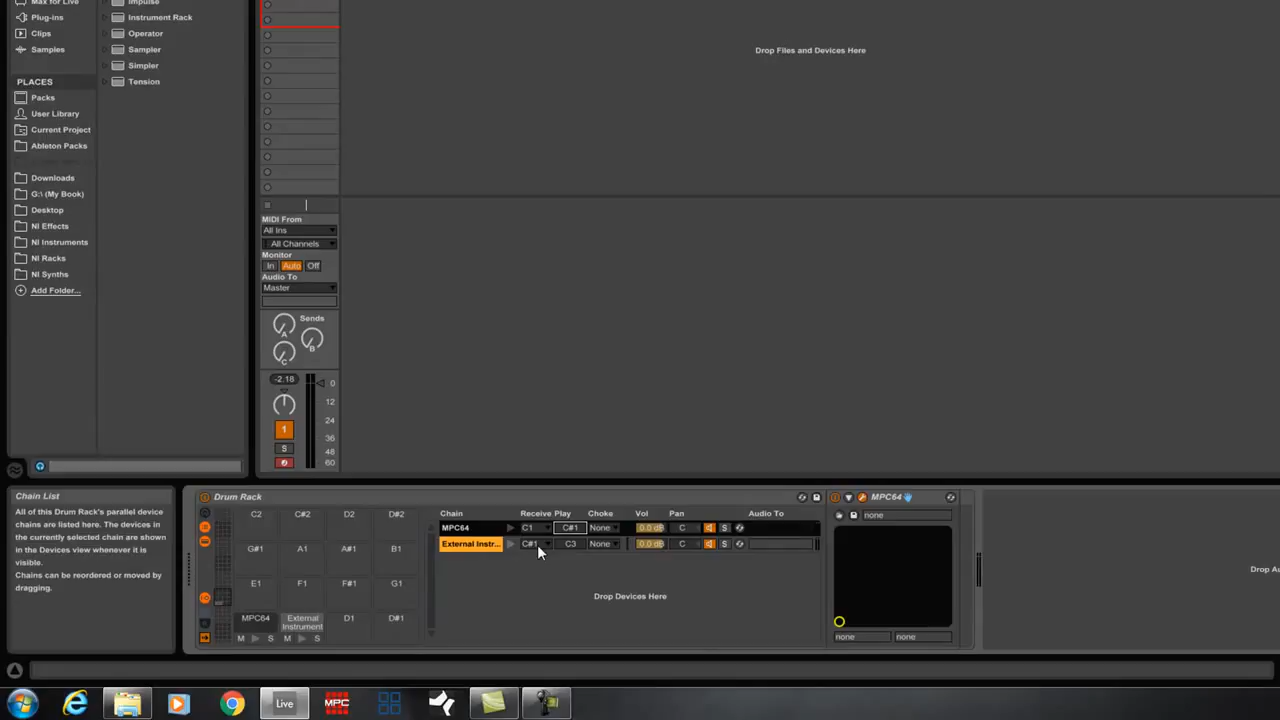 Max for Live
Impulse
Plug-ins
Instrument Rack
Clips
Operator
Samples
Sampler
Simpler
PLACES
Tension
Packs
User Library
Current Project
Ableton Packs
Downloads
G:\ (My Book)
Desktop
NI Effects
NI Instruments
NI Racks
NI Synths
Add Folder...
Drop Files and Devices Here
MIDI From
All Ins
All Channels
Monitor
In Auto Off
Audio To
Master
Sends
A
B
C
-2.18
0
12
24
36
48
60
1
S
Chain List
All of this Drum Rack's parallel device
chains are listed here. The devices in
the currently selected chain are shown
in the Devices view whenever it is
visible.
Chains can be reordered or moved by
dragging.
Drum Rack
C2 C#2 D2 D#2
G#1 A1 A#1 B1
E1 F1 F#1 G1
MPC64 External Instrument D1 D#1
M S M S
Chain Receive Play Choke Vol Pan Audio To
MPC64 C1 C#1 None 0.0 dB C S
External Instr... C#1 C3 None 0.0 dB C S
Drop Devices Here
MPC64
none
none none
Drop Au
Live
MPC